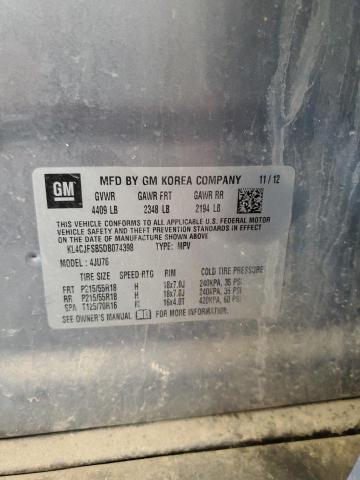 GM
MFD BY GM KOREA COMPANY 11/12
GVWR GAWR FRT GAWR RR
4409 LB 2348 LB 2194 LB
THIS VEHICLE CONFORMS TO ALL APPLICABLE U.S. FEDERAL MOTOR
VEHICLE SAFETY, BUMPER, AND THEFT PREVENTION STANDARDS IN
EFFECT ON THE DATE OF MANUFACTURE SHOWN ABOVE.
KL4CJFSB5DB074398 TYPE: MPV
MODEL: 4JU76
TIRE SIZE SPEED RTG RIM COLD TIRE PRESSURE
FRT P215/55R18 H 18x7.0J 240KPA, 35 PSI
RR P215/55R18 H 18x7.0J 240KPA, 35 PSI
SPA T125/70R16 M 16x4.0T 420KPA, 60 PSI
SEE OWNER'S MANUAL FOR MORE INFORMATION.